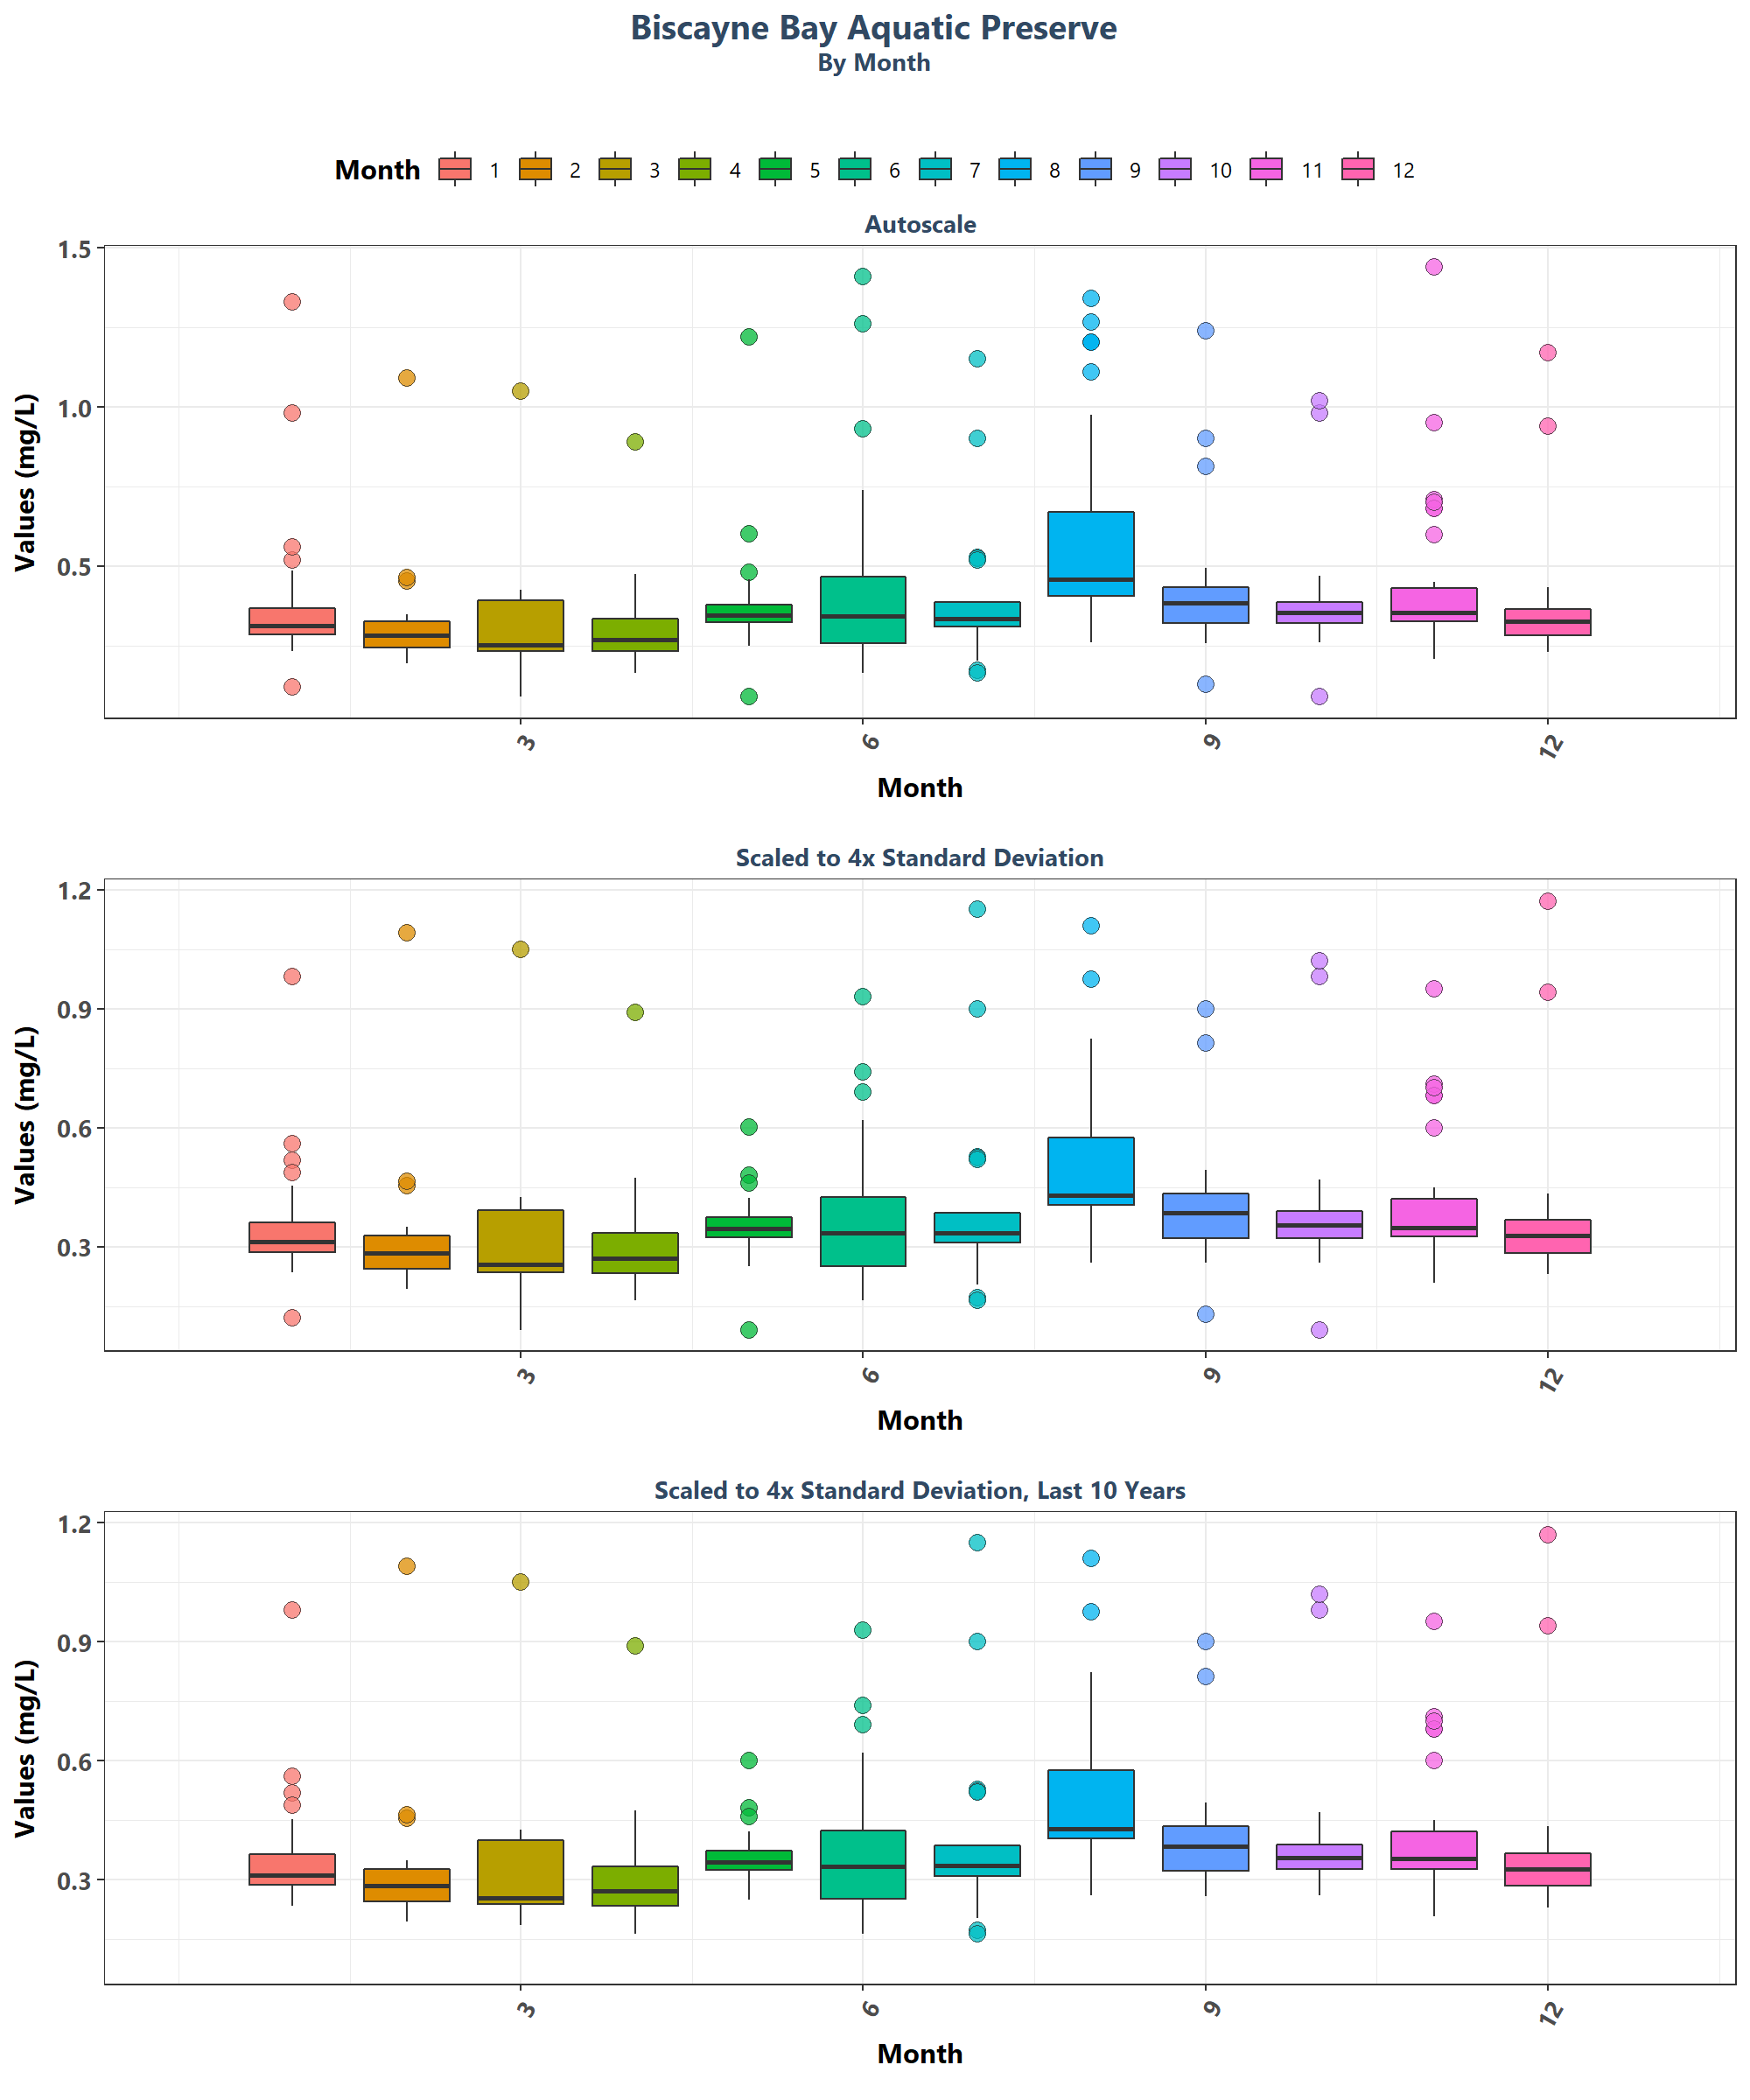 Biscayne Bay Aquatic Preserve
By Month
Month 1 2 3 4 5 6 7 8 9 10 11 12
Autoscale
Values (mg/L)
1.5
1.0
0.5
3 6 9 12
Month
Scaled to 4x Standard Deviation
Values (mg/L)
1.2
0.9
0.6
0.3
3 6 9 12
Month
Scaled to 4x Standard Deviation, Last 10 Years
Values (mg/L)
1.2
0.9
0.6
0.3
3 6 9 12
Month